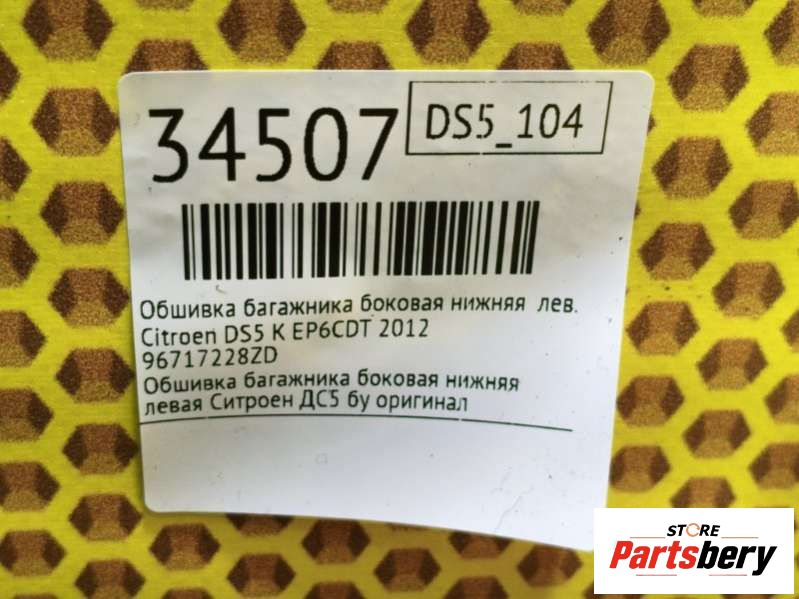 34507
DS5_104
Обшивка багажника боковая нижняя лев.
Citroen DS5 K EP6CDT 2012
96717228ZD
Обшивка багажника боковая нижняя
левая Ситроен ДС5 бу оригинал
STORE
Partsbery